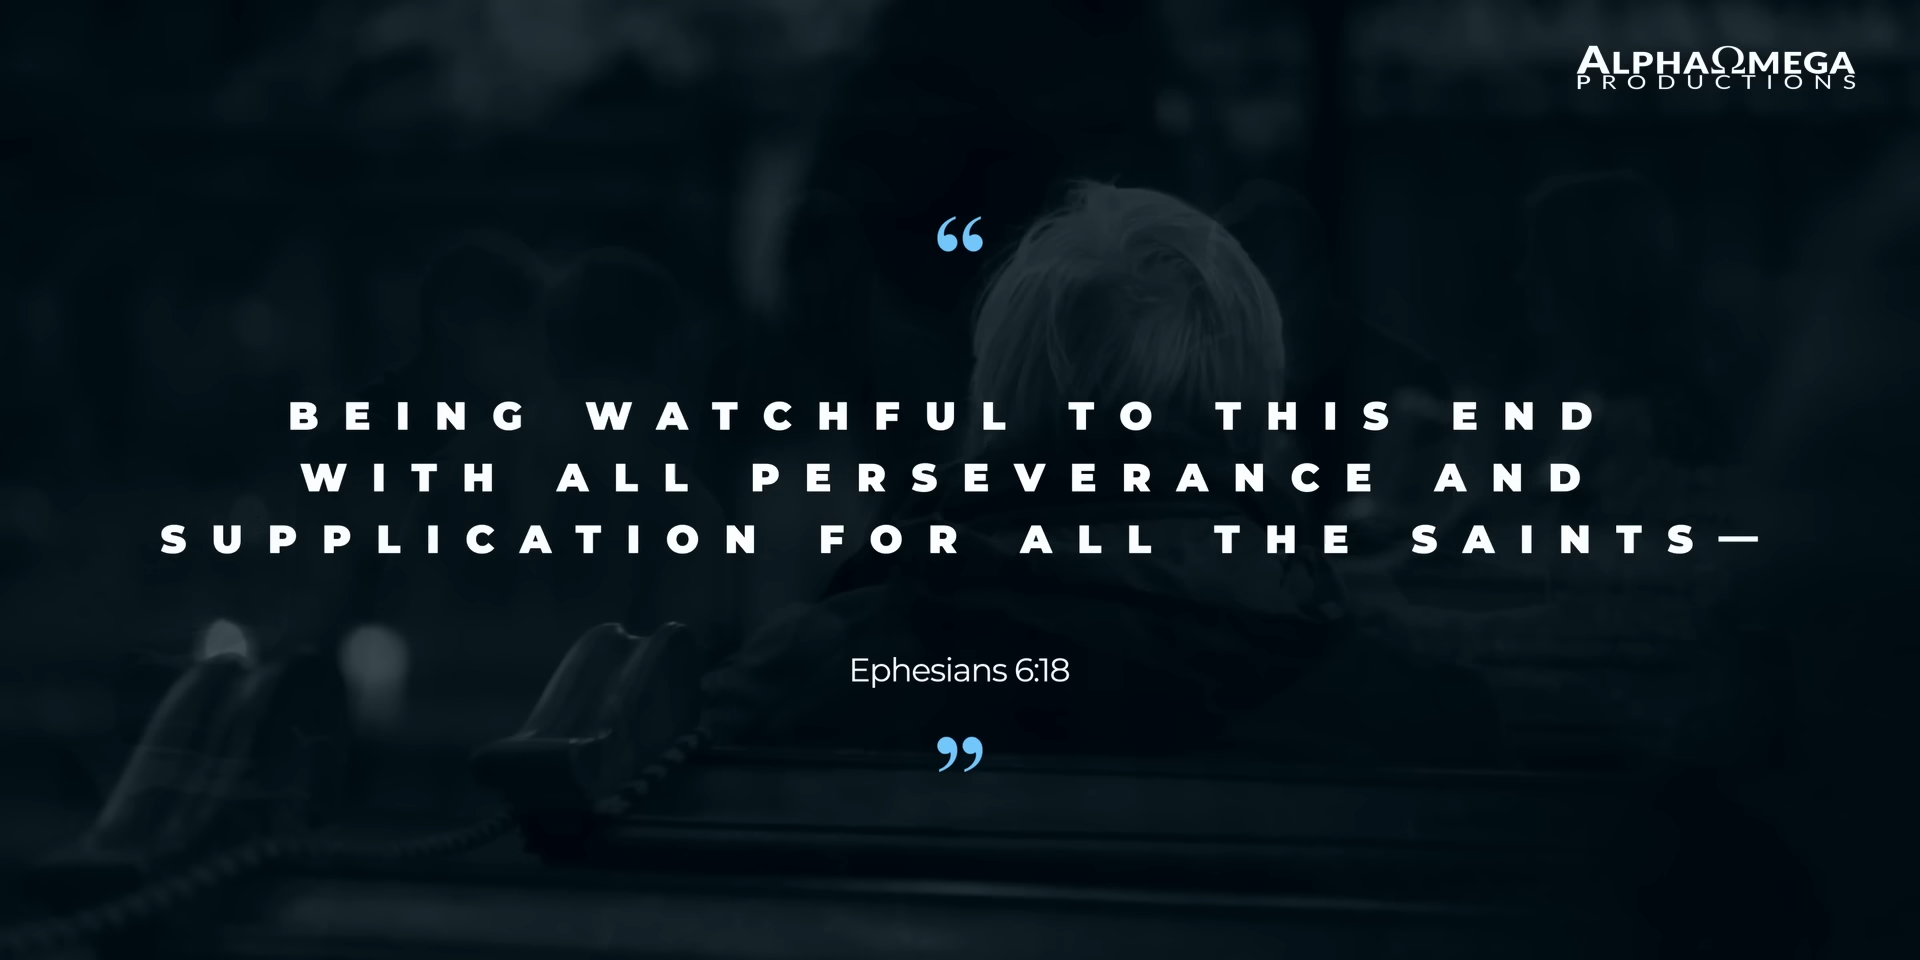 ALPHAΩMEGA
PRODUCTIONS
“
BEING WATCHFUL TO THIS END
WITH ALL PERSEVERANCE AND
SUPPLICATION FOR ALL THE SAINTS—
Ephesians 6:18
”